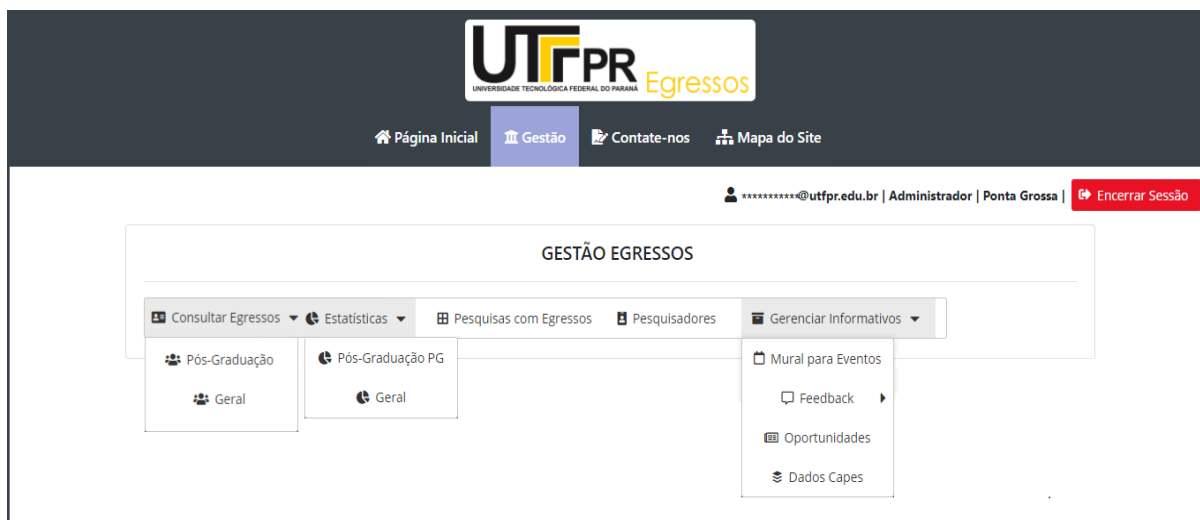 UTFPR
UNIVERSIDADE TECNOLÓGICA FEDERAL DO PARANÁ
Egressos
Página Inicial Gestão Contate-nos Mapa do Site
***********@utfpr.edu.br | Administrador | Ponta Grossa | Encerrar Sessão
GESTÃO EGRESSOS
Consultar Egressos Estatísticas Pesquisas com Egressos Pesquisadores Gerenciar Informativos
Pós-Graduação Pós-Graduação PG Mural para Eventos
Geral Geral Feedback
Oportunidades
Dados Capes